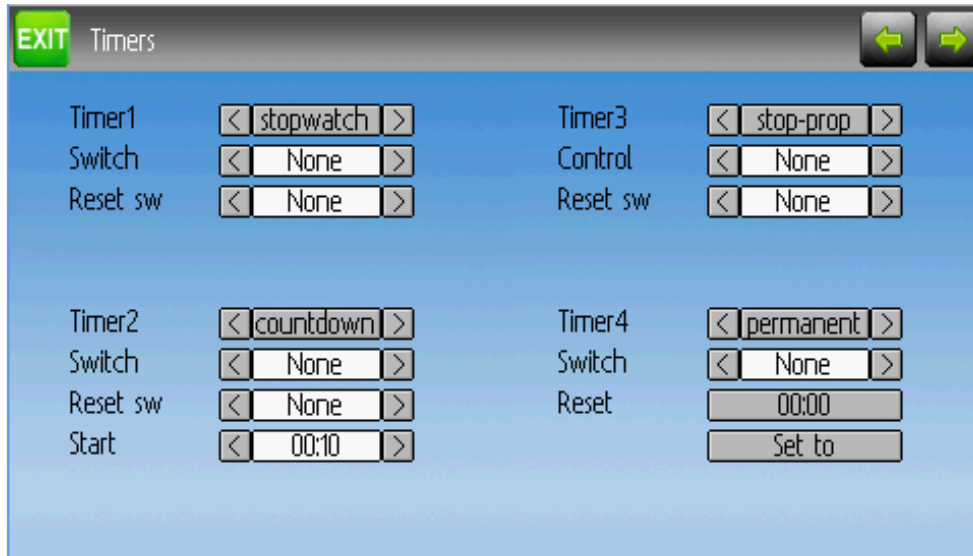 EXIT Timers
Timer1 < stopwatch >
Switch < None >
Reset sw < None >
Timer3 < stop-prop >
Control < None >
Reset sw < None >
Timer2 < countdown >
Switch < None >
Reset sw < None >
Start < 00:10 >
Timer4 < permanent >
Switch < None >
Reset 00:00
Set to